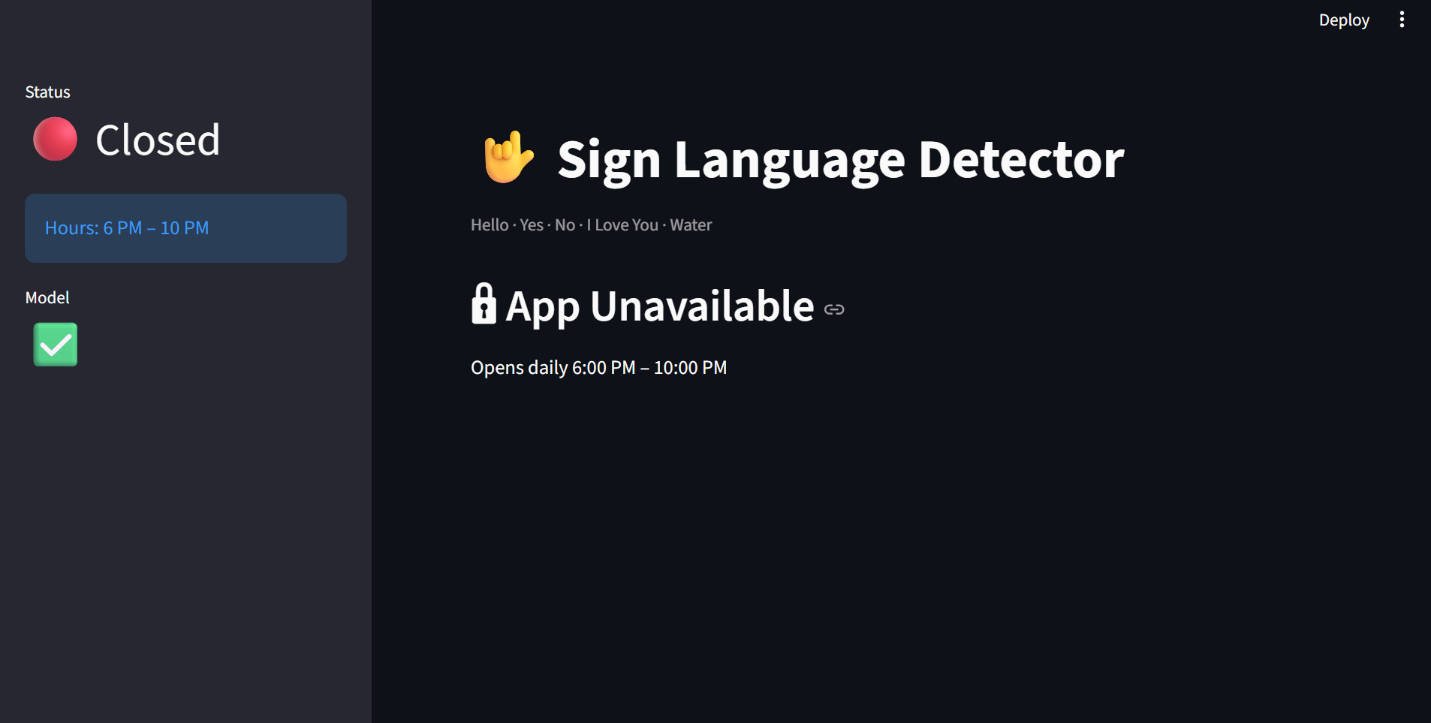 Deploy
Status
Closed
Hours: 6 PM – 10 PM
Model
Sign Language Detector
Hello · Yes · No · I Love You · Water
App Unavailable
Opens daily 6:00 PM – 10:00 PM